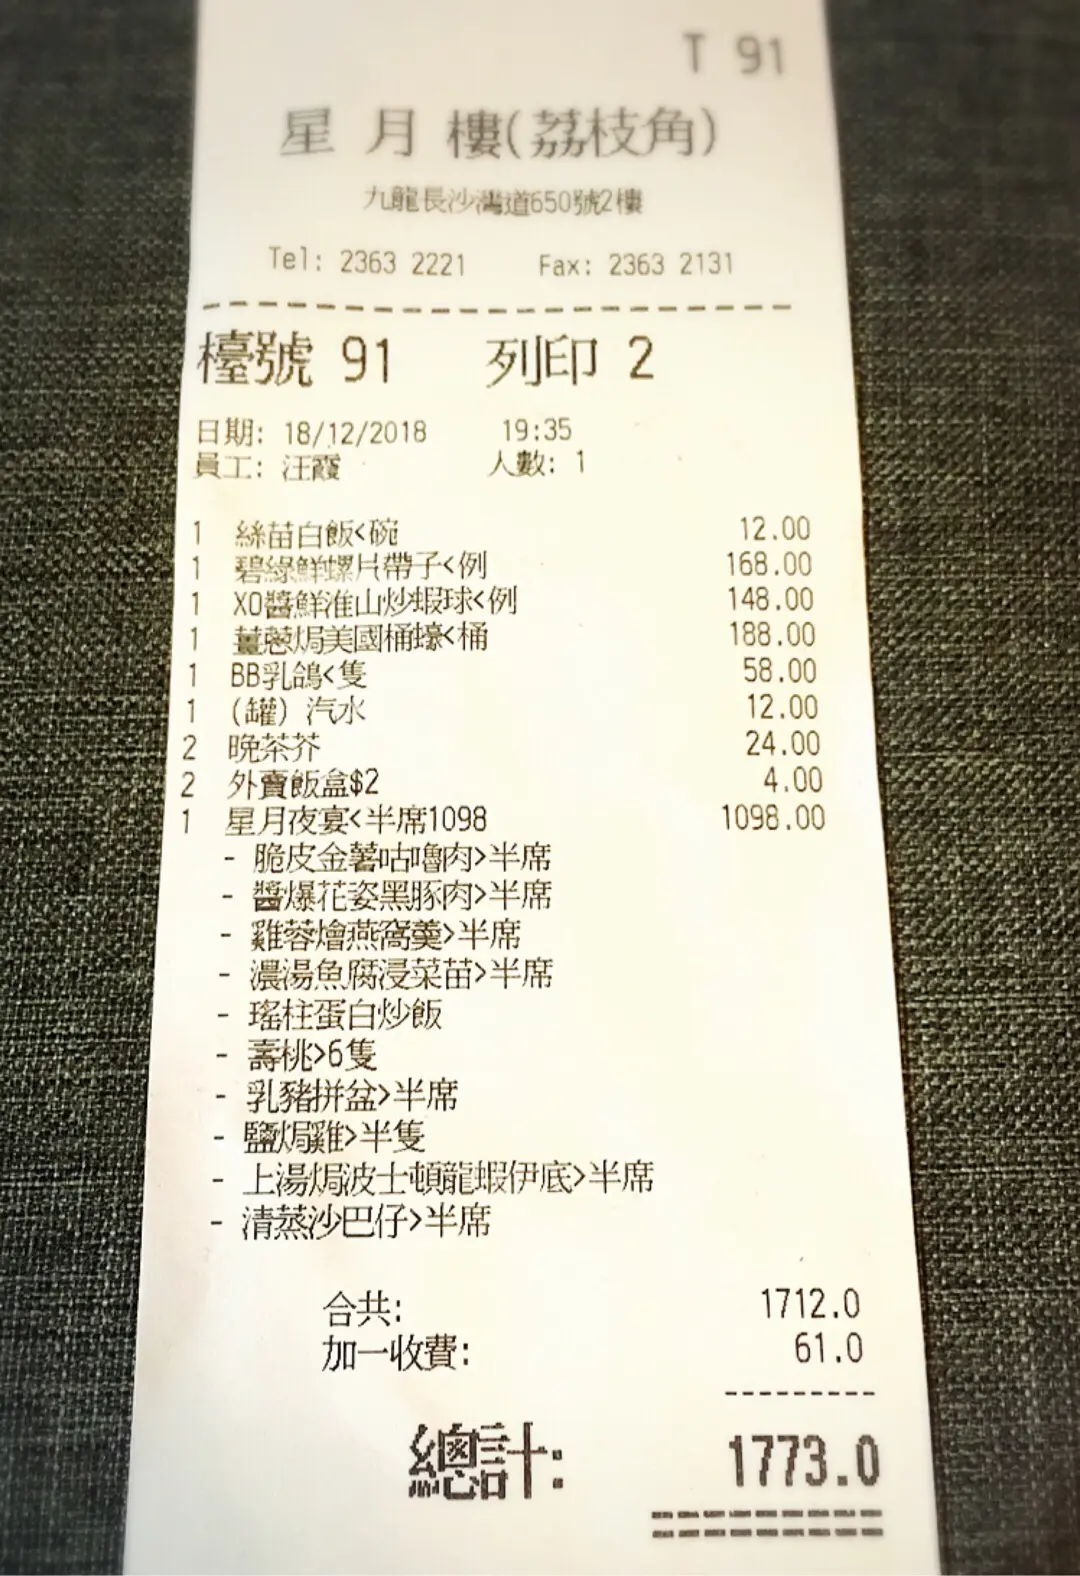 T 91
星 月 樓(荔枝角)
九龍長沙灣道650號2樓
Tel: 2363 2221 Fax: 2363 2131
檯號 91 列印 2
日期: 18/12/2018 19:35
員工: 汪霞 人數: 1
1 絲苗白飯<碗 12.00
1 碧綠鮮螺片帶子<例 168.00
1 XO醬鮮淮山炒蝦球<例 148.00
1 薑蔥焗美國桶蠔<桶 188.00
1 BB乳鴿<隻 58.00
1 (罐) 汽水 12.00
2 晚茶芥 24.00
2 外賣飯盒$2 4.00
1 星月夜宴<半席1098 1098.00
- 脆皮金薯咕嚕肉>半席
- 醬爆花姿黑豚肉>半席
- 雞蓉燴燕窩羹>半席
- 濃湯魚腐浸菜苗>半席
- 瑤柱蛋白炒飯
- 壽桃>6隻
- 乳豬拼盆>半席
- 鹽焗雞>半隻
- 上湯焗波士頓龍蝦伊底>半席
- 清蒸沙巴仔>半席
合共: 1712.0
加一收費: 61.0
總計: 1773.0